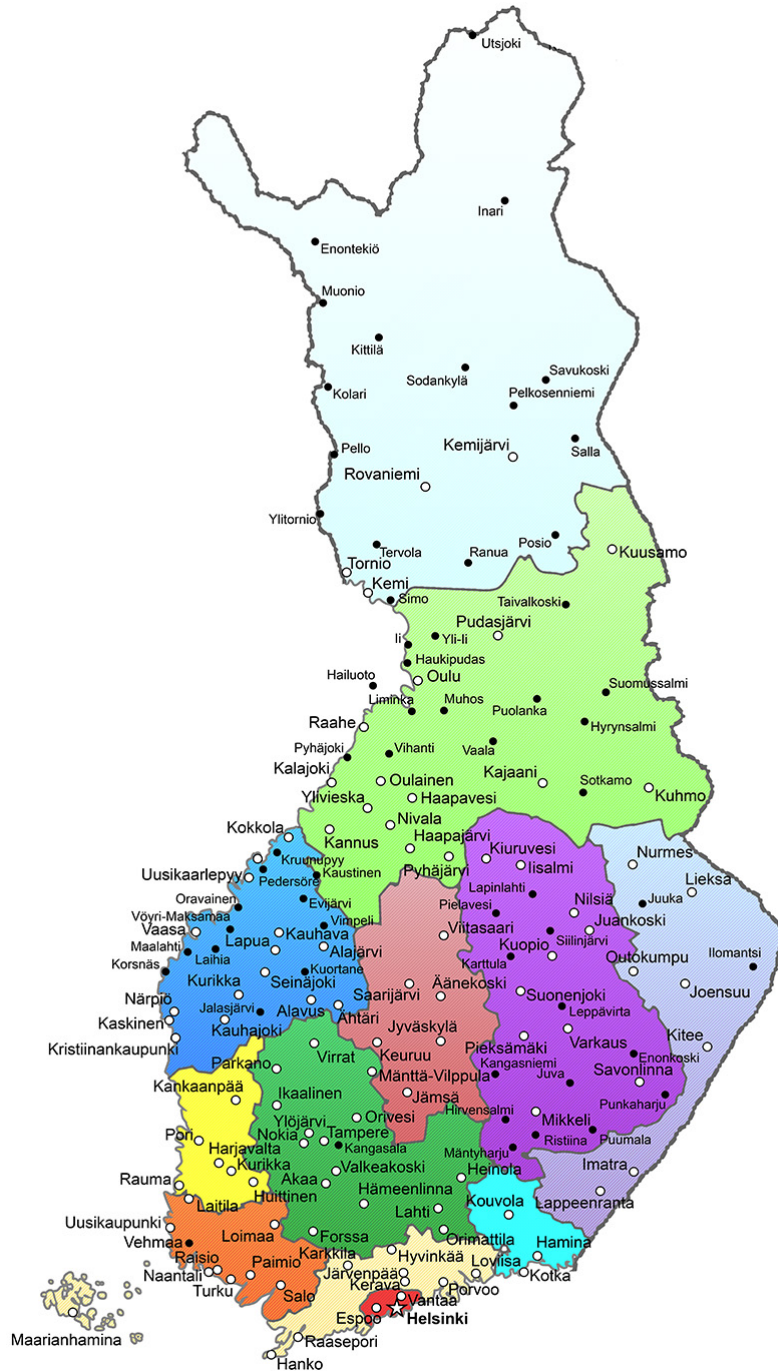 Utsjoki
Inari
Enontekiö
Muonio
Kittilä
Sodankylä
Savukoski
Kolari
Pelkosenniemi
Pello
Kemijärvi
Salla
Rovaniemi
Ylitornio
Posio
Kuusamo
Tervola
Ranua
Tornio
Kemi
Simo
Taivalkoski
Pudasjärvi
Ii
Yli-Ii
Haukipudas
Hailuoto
Oulu
Suomussalmi
Liminka
Muhos
Puolanka
Raahe
Hyrynsalmi
Pyhäjoki
Vihanti
Vaala
Kalajoki
Oulainen
Kajaani
Sotkamo
Kuhmo
Ylivieska
Haapavesi
Nivala
Kokkola
Kannus
Haapajärvi
Kiuruvesi
Nurmes
Kruunupyy
Pyhäjärvi
Iisalmi
Uusikaarlepyy
Pedersöre
Kaustinen
Lapinlahti
Lieksa
Oravainen
Evijärvi
Pielavesi
Nilsiä
Juuka
Vöyri-Maksamaa
Vimpeli
Viitasaari
Juankoski
Vaasa
Kauhava
Kuopio
Siilinjärvi
Maalahti
Lapua
Alajärvi
Outokumpu
Laihia
Karttula
Ilomantsi
Korsnäs
Kurikka
Seinäjoki
Kuortane
Äänekoski
Saarijärvi
Suonenjoki
Joensuu
Närpiö
Jalasjärvi
Alavus
Ähtäri
Leppävirta
Kaskinen
Kauhajoki
Jyväskylä
Varkaus
Kitee
Kristiinankaupunki
Virrat
Keuruu
Pieksämäki
Enonkoski
Parkano
Mänttä-Vilppula
Kangasniemi
Savonlinna
Kankaanpää
Ikaalinen
Jämsä
Juva
Punkaharju
Ylöjärvi
Orivesi
Hirvensalmi
Mikkeli
Pori
Nokia
Tampere
Ristiina
Puumala
Harjavalta
Kangasala
Mäntyharju
Kurikka
Valkeakoski
Heinola
Imatra
Rauma
Akaa
Huittinen
Hämeenlinna
Kouvola
Lappeenranta
Laitila
Lahti
Uusikaupunki
Loimaa
Forssa
Orimattila
Hamina
Vehmaa
Karkkila
Hyvinkää
Loviisa
Raisio
Paimio
Järvenpää
Kotka
Naantali
Kerava
Porvoo
Turku
Salo
Vantaa
Espoo
Helsinki
Maarianhamina
Raasepori
Hanko